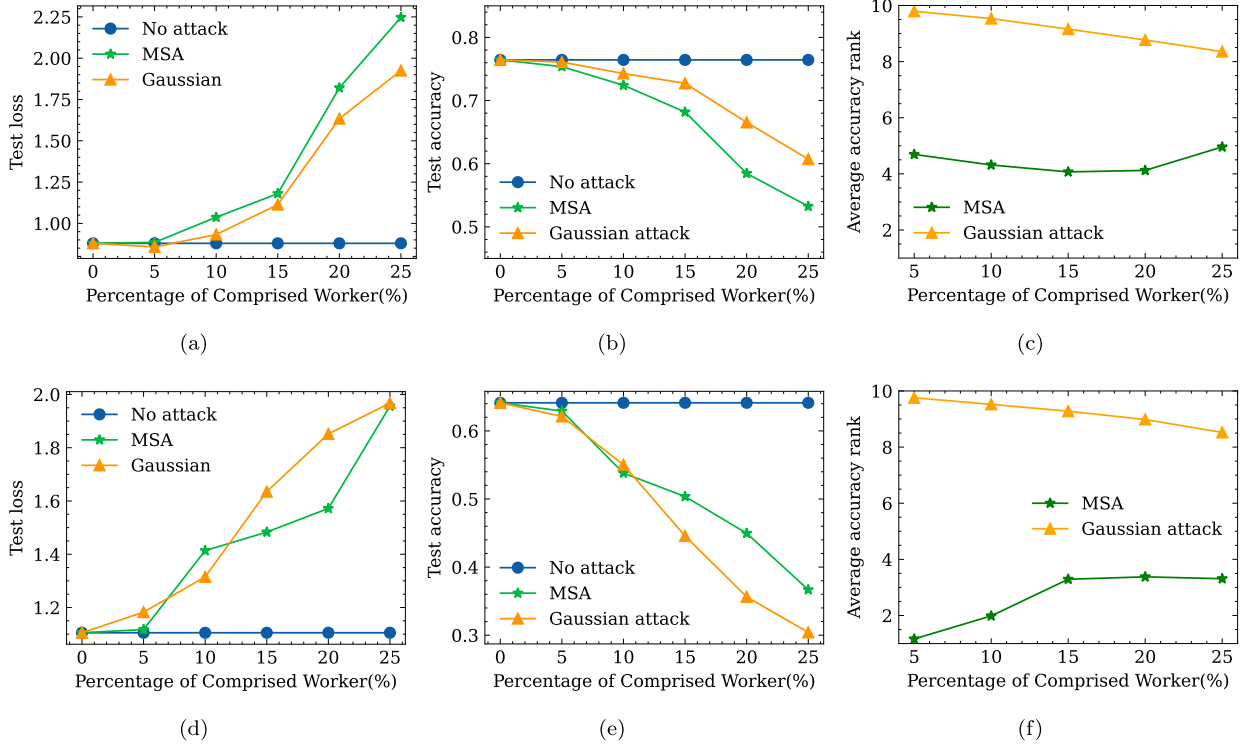 2.25
2.00
1.75
1.50
1.25
1.00
Test loss
No attack
MSA
Gaussian
0 5 10 15 20 25
Percentage of Comprised Worker(%)
(a)
0.8
0.7
0.6
0.5
Test accuracy
No attack
MSA
Gaussian attack
0 5 10 15 20 25
Percentage of Comprised Worker(%)
(b)
10
8
6
4
2
Average accuracy rank
MSA
Gaussian attack
5 10 15 20 25
Percentage of Comprised Worker(%)
(c)
2.0
1.8
1.6
1.4
1.2
Test loss
No attack
MSA
Gaussian
0 5 10 15 20 25
Percentage of Comprised Worker(%)
(d)
0.6
0.5
0.4
0.3
Test accuracy
No attack
MSA
Gaussian attack
0 5 10 15 20 25
Percentage of Comprised Worker(%)
(e)
10
8
6
4
2
Average accuracy rank
MSA
Gaussian attack
5 10 15 20 25
Percentage of Comprised Worker(%)
(f)